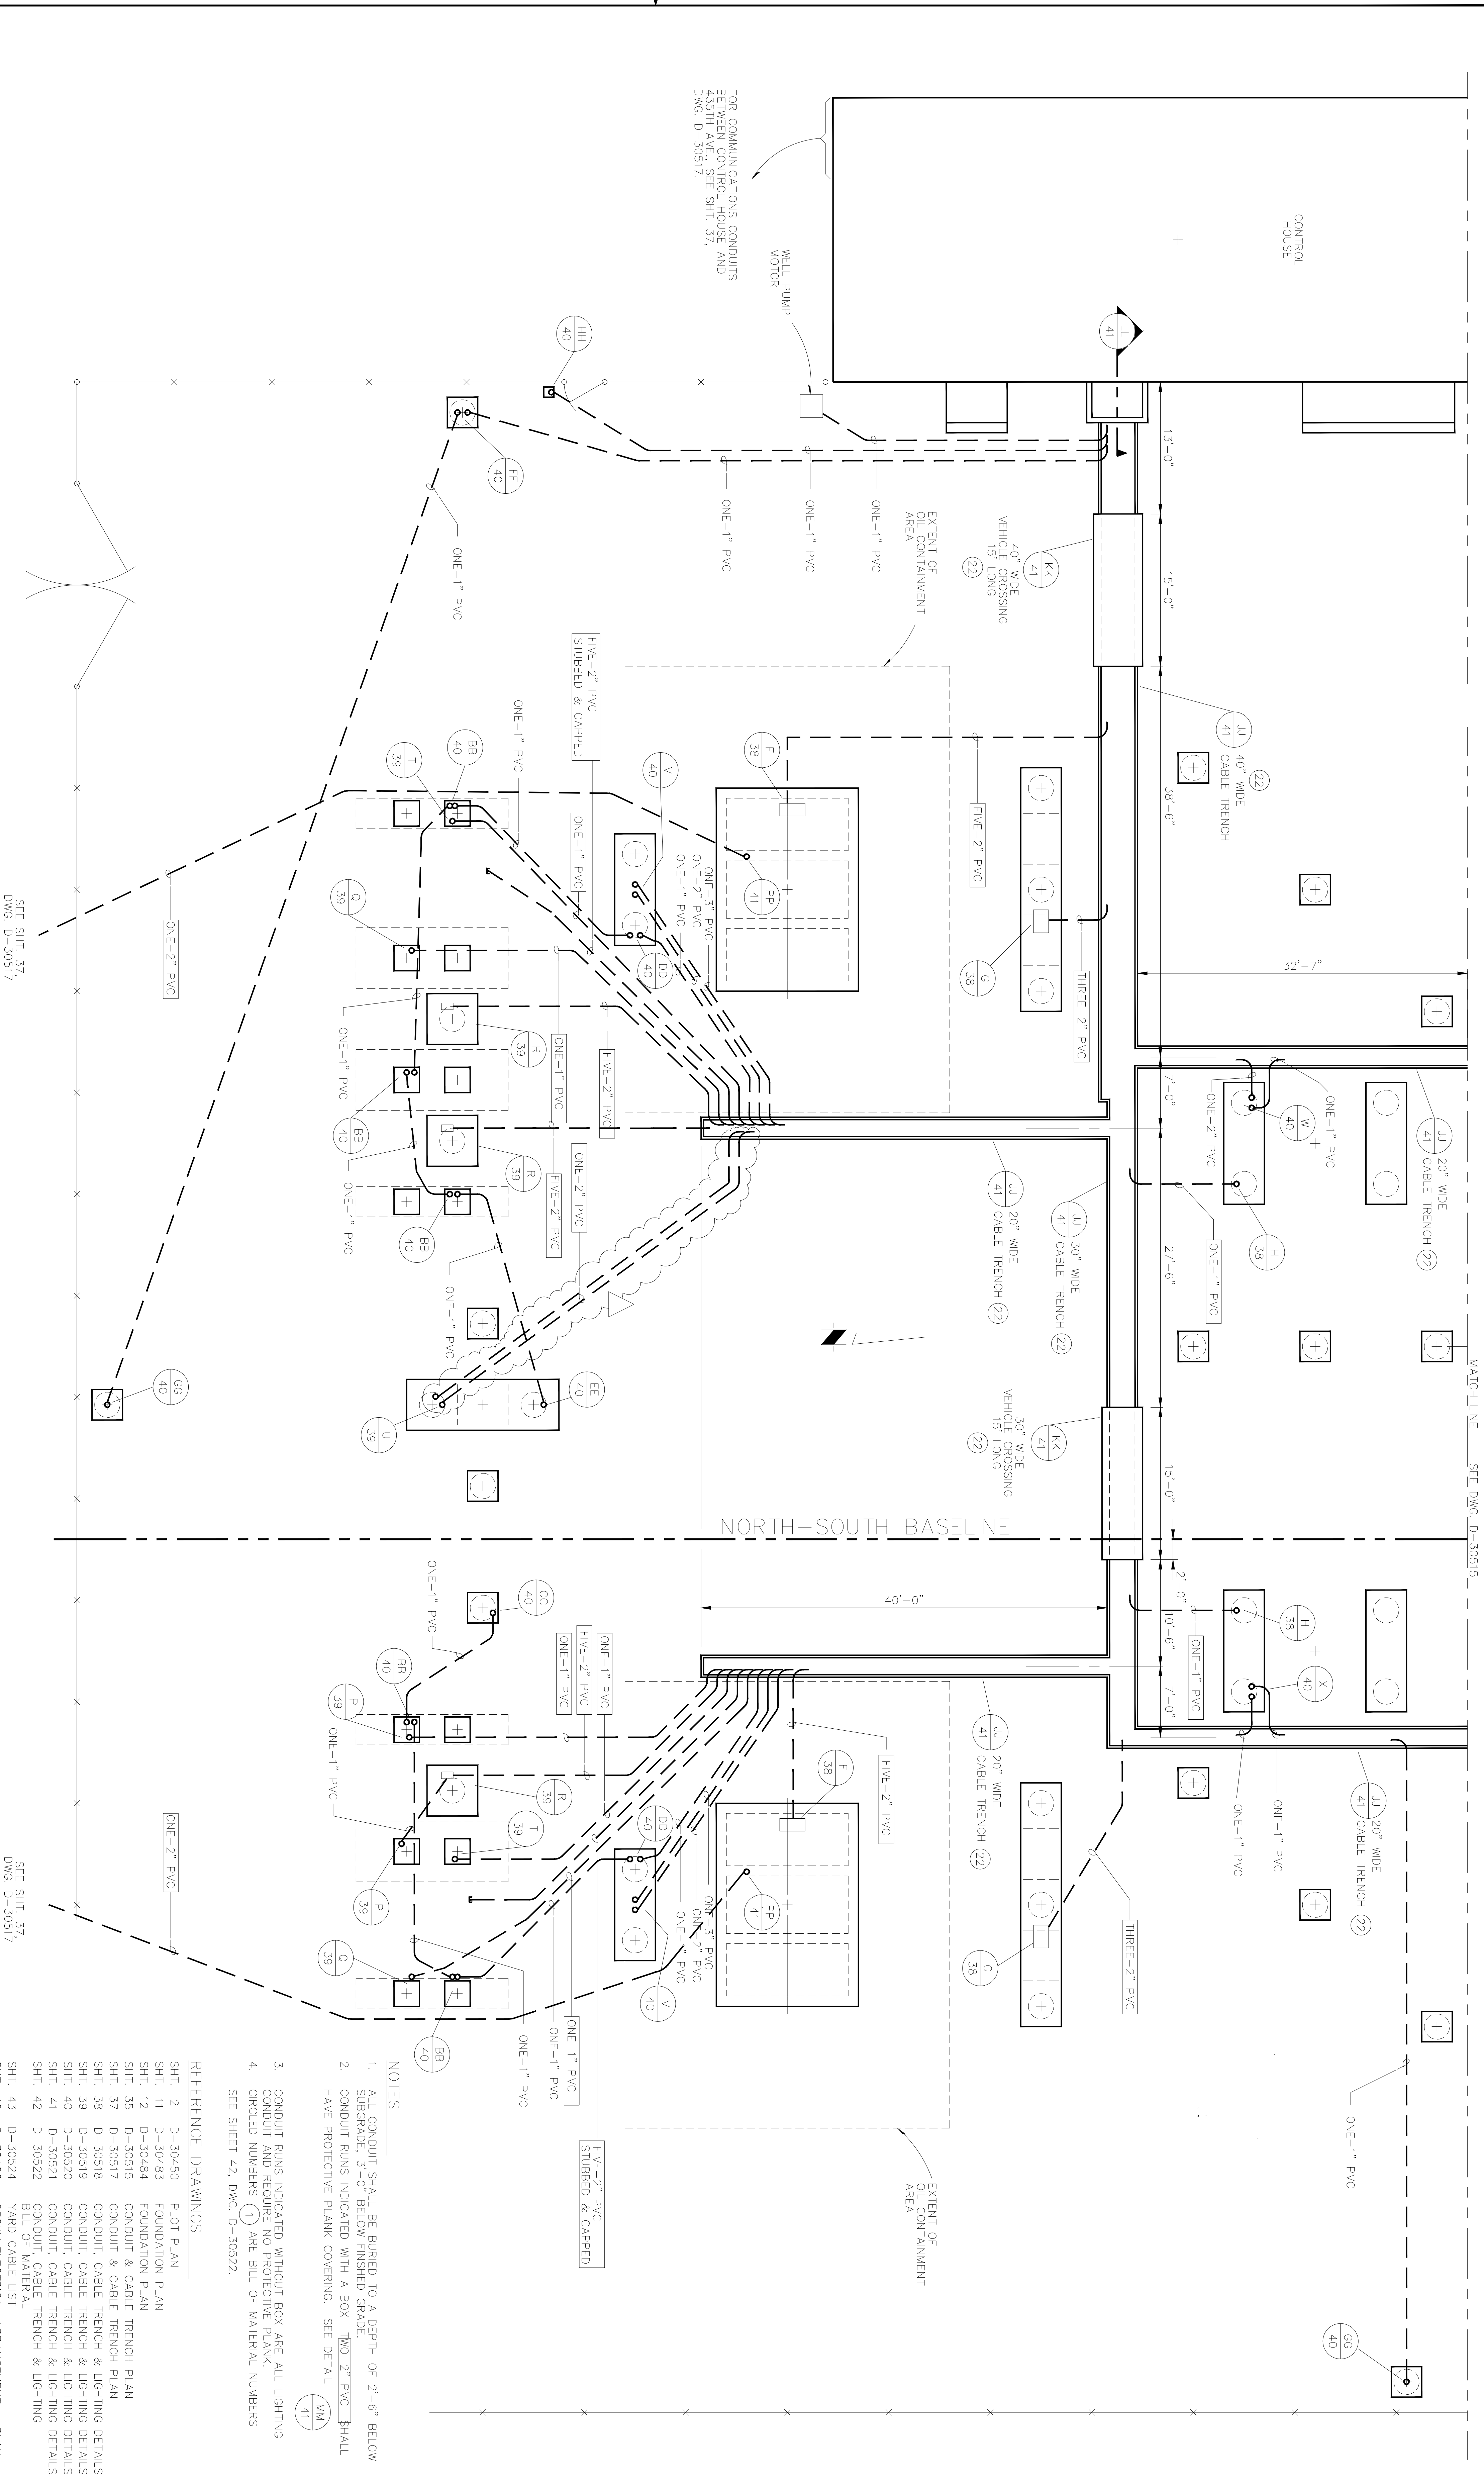 FOR COMMUNICATIONS CONDUITS
BETWEEN CONTROL HOUSE AND
435TH AVE., SEE SHT. 37,
DWG. D-30517.
CONTROL
HOUSE
WELL PUMP
MOTOR
LL
41
HH
40
FF
40
13'-0"
15'-0"
38'-6"
7'-0"
27'-6"
15'-0"
2'-0"
10'-6"
7'-0"
32'-7"
40'-0"
ONE-1" PVC
ONE-1" PVC
ONE-1" PVC
ONE-1" PVC
EXTENT OF
OIL CONTAINMENT
AREA
40" WIDE
VEHICLE CROSSING
15' LONG
22
KK
41
JJ
41
40" WIDE
CABLE TRENCH
22
FIVE-2" PVC
STUBBED & CAPPED
ONE-1" PVC
BB
40
T
39
V
40
F
38
FIVE-2" PVC
ONE-1" PVC
ONE-3" PVC
ONE-2" PVC
ONE-1" PVC
PP
41
DD
40
G
38
THREE-2" PVC
Q
39
ONE-2" PVC
SEE SHT. 37,
DWG. D-30517
ONE-1" PVC
R
39
ONE-1" PVC
FIVE-2" PVC
BB
40
R
39
ONE-1" PVC
ONE-2" PVC
FIVE-2" PVC
BB
40
ONE-1" PVC
ONE-1" PVC
ONE-2" PVC
W
40
JJ
41
20" WIDE
CABLE TRENCH
22
H
38
ONE-1" PVC
JJ
41
20" WIDE
CABLE TRENCH
22
JJ
41
30" WIDE
CABLE TRENCH
22
GG
40
EE
40
U
39
30" WIDE
VEHICLE CROSSING
15' LONG
22
KK
41
MATCH LINE
SEE DWG. D-30515
NORTH-SOUTH BASELINE
ONE-1" PVC
CC
40
BB
40
P
39
ONE-1" PVC
FIVE-2" PVC
ONE-1" PVC
ONE-1" PVC
R
39
T
39
P
39
H
38
ONE-1" PVC
X
40
ONE-1" PVC
ONE-1" PVC
JJ
41
20" WIDE
CABLE TRENCH
22
JJ
41
20" WIDE
CABLE TRENCH
22
FIVE-2" PVC
F
38
DD
40
PP
41
ONE-3" PVC
ONE-2" PVC
ONE-1" PVC
V
40
G
38
THREE-2" PVC
Q
39
BB
40
ONE-2" PVC
SEE SHT. 37,
DWG. D-30517
ONE-1" PVC
ONE-1" PVC
ONE-1" PVC
FIVE-2" PVC
STUBBED & CAPPED
EXTENT OF
OIL CONTAINMENT
AREA
ONE-1" PVC
GG
40
NOTES
1. ALL CONDUIT SHALL BE BURIED TO A DEPTH OF 2'-6" BELOW
SUBGRADE, 3'-0" BELOW FINSHED GRADE.
2. CONDUIT RUNS INDICATED WITH A BOX TWO-2" PVC SHALL
HAVE PROTECTIVE PLANK COVERING. SEE DETAIL
MM
41
3. CONDUIT RUNS INDICATED WITHOUT BOX ARE ALL LIGHTING
CONDUIT AND REQUIRE NO PROTECTIVE PLANK.
4. CIRCLED NUMBERS 1 ARE BILL OF MATERIAL NUMBERS
SEE SHEET 42, DWG. D-30522.
REFERENCE DRAWINGS
SHT. 2 D-30450 PLOT PLAN
SHT. 11 D-30483 FOUNDATION PLAN
SHT. 12 D-30484 FOUNDATION PLAN
SHT. 35 D-30515 CONDUIT & CABLE TRENCH PLAN
SHT. 37 D-30517 CONDUIT & CABLE TRENCH PLAN
SHT. 38 D-30518 CONDUIT, CABLE TRENCH & LIGHTING DETAILS
SHT. 39 D-30519 CONDUIT, CABLE TRENCH & LIGHTING DETAILS
SHT. 40 D-30520 CONDUIT, CABLE TRENCH & LIGHTING DETAILS
SHT. 41 D-30521 CONDUIT, CABLE TRENCH & LIGHTING DETAILS
SHT. 42 D-30522 CONDUIT, CABLE TRENCH & LIGHTING
BILL OF MATERIAL
SHT. 43 D-30524 YARD CABLE LIST